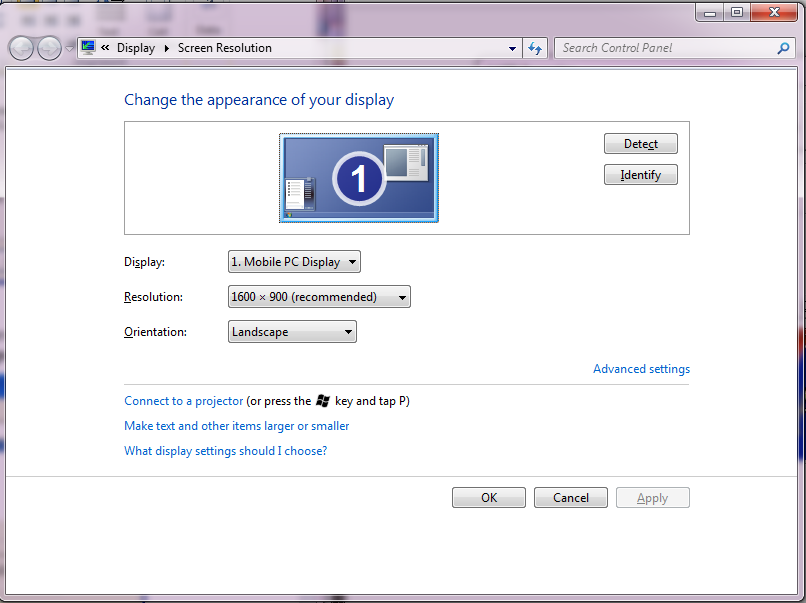 « Display ▸ Screen Resolution
Search Control Panel
Change the appearance of your display
1
Detect
Identify
Display: 1. Mobile PC Display
Resolution: 1600 × 900 (recommended)
Orientation: Landscape
Advanced settings
Connect to a projector (or press the key and tap P)
Make text and other items larger or smaller
What display settings should I choose?
OK Cancel Apply